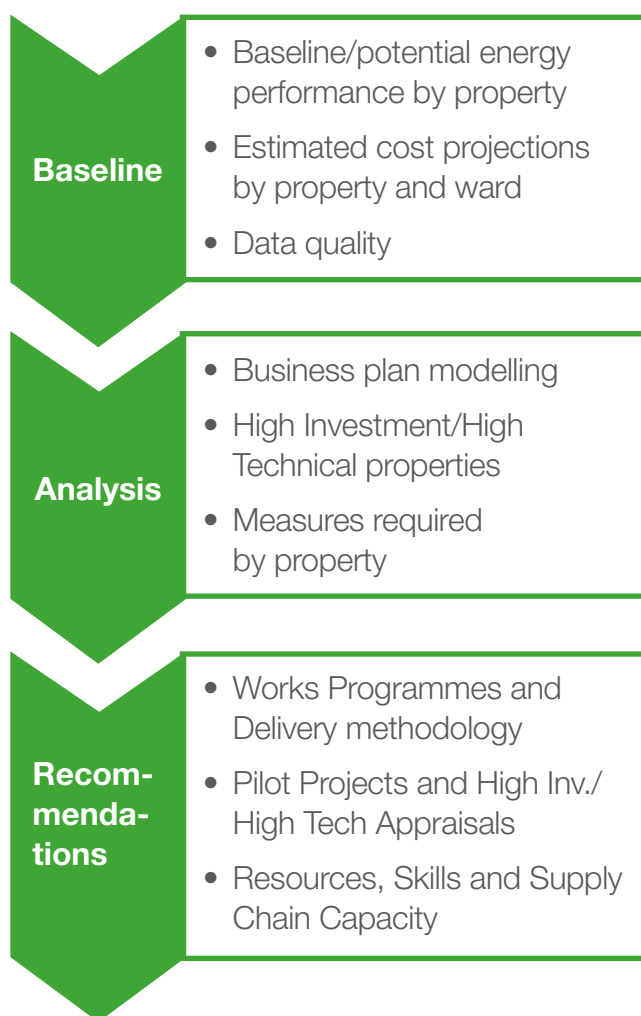 Baseline
• Baseline/potential energy
performance by property
• Estimated cost projections
by property and ward
• Data quality
Analysis
• Business plan modelling
• High Investment/High
Technical properties
• Measures required
by property
Recom-
menda-
tions
• Works Programmes and
Delivery methodology
• Pilot Projects and High Inv./
High Tech Appraisals
• Resources, Skills and Supply
Chain Capacity